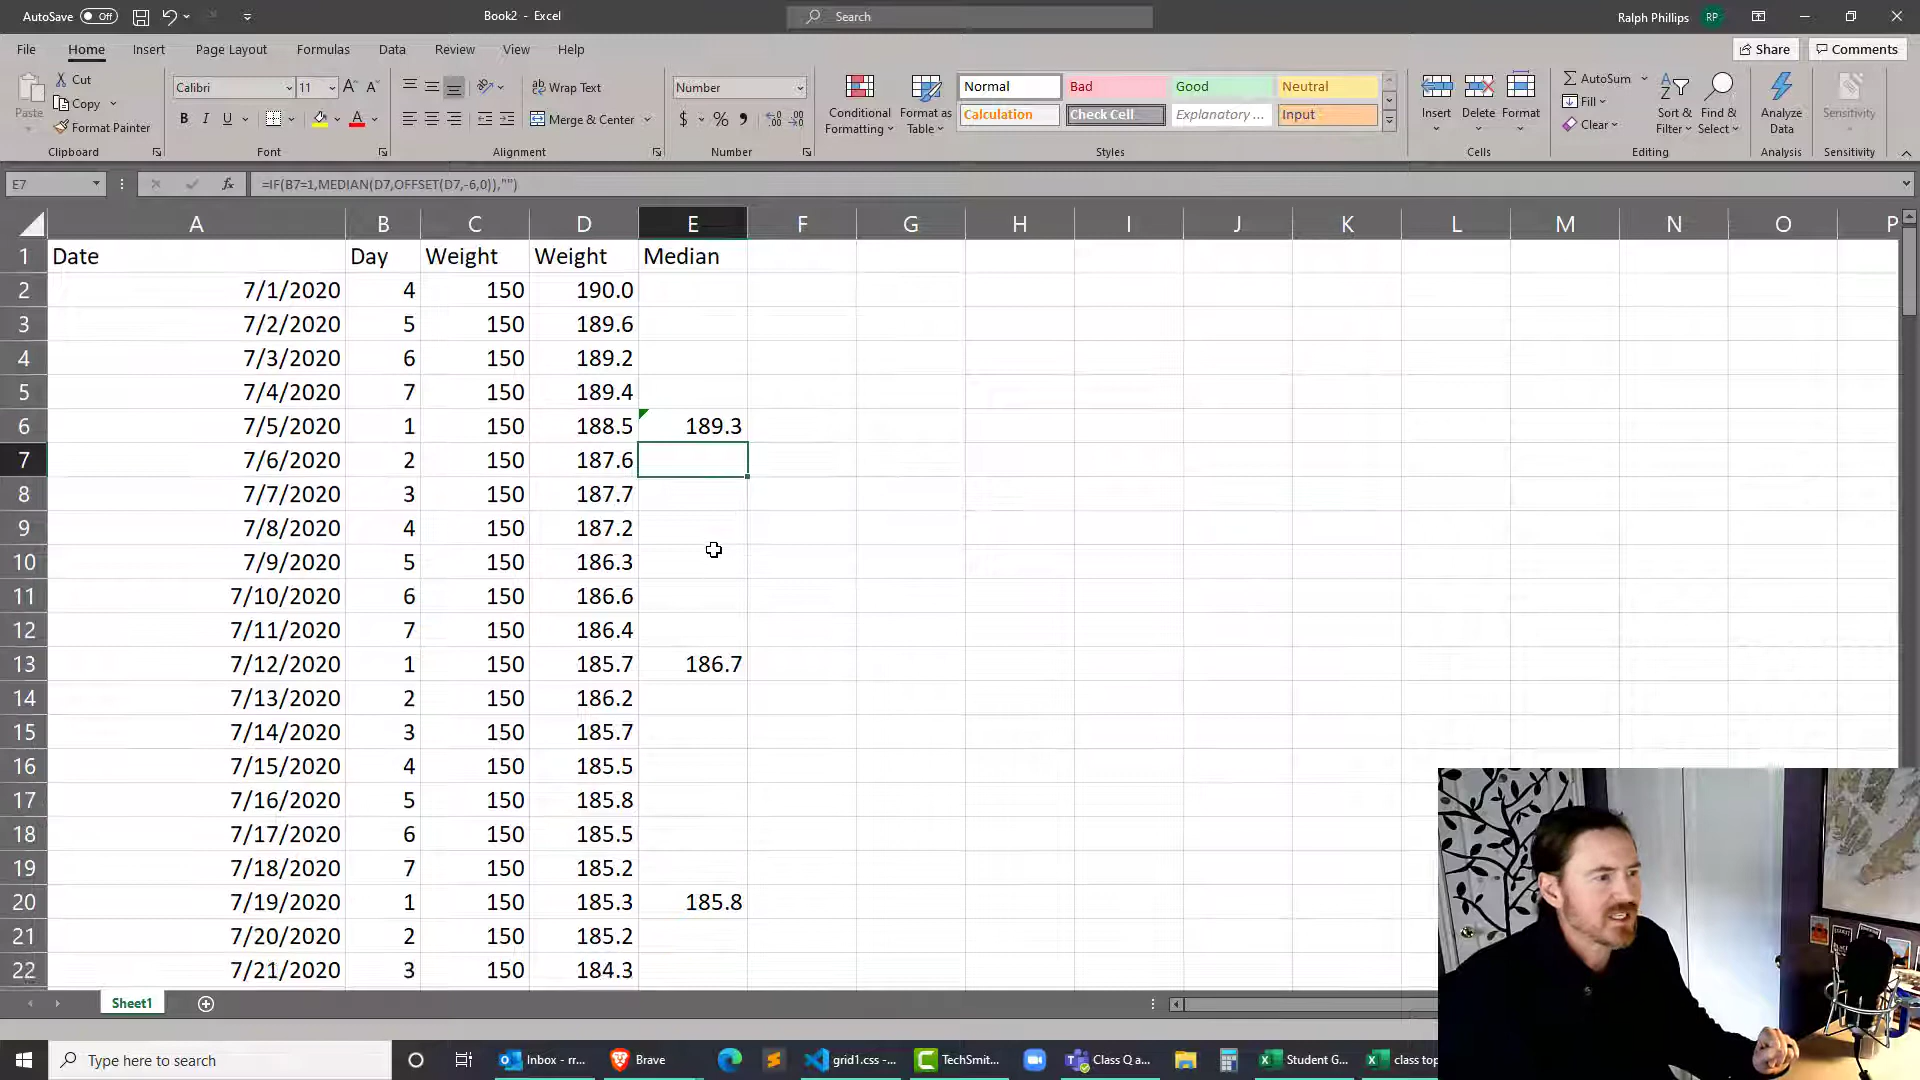 AutoSave Off
Book2 - Excel
Search
Ralph Phillips RP
File Home Insert Page Layout Formulas Data Review View Help
Share Comments
Paste
Cut
Copy
Format Painter
Clipboard
Calibri 11
B I U
Font
Wrap Text
Merge & Center
Alignment
Number
$ % 9
Number
Conditional Formatting
Format as Table
Normal Bad Good Neutral
Calculation Check Cell Explanatory ... Input
Styles
Insert Delete Format
Cells
AutoSum
Fill
Clear
Sort & Filter
Find & Select
Editing
Analyze Data
Analysis
Sensitivity
Sensitivity
E7 fx =IF(B7=1,MEDIAN(D7,OFFSET(D7,-6,0)),"")
A B C D E F G H I J K L M N O P
1 Date Day Weight Weight Median
2 7/1/2020 4 150 190.0
3 7/2/2020 5 150 189.6
4 7/3/2020 6 150 189.2
5 7/4/2020 7 150 189.4
6 7/5/2020 1 150 188.5 189.3
7 7/6/2020 2 150 187.6
8 7/7/2020 3 150 187.7
9 7/8/2020 4 150 187.2
10 7/9/2020 5 150 186.3
11 7/10/2020 6 150 186.6
12 7/11/2020 7 150 186.4
13 7/12/2020 1 150 185.7 186.7
14 7/13/2020 2 150 186.2
15 7/14/2020 3 150 185.7
16 7/15/2020 4 150 185.5
17 7/16/2020 5 150 185.8
18 7/17/2020 6 150 185.5
19 7/18/2020 7 150 185.2
20 7/19/2020 1 150 185.3 185.8
21 7/20/2020 2 150 185.2
22 7/21/2020 3 150 184.3
Sheet1
Type here to search
Inbox - rr...
Brave
grid1.css -...
TechSmit...
Class Q a...
Student G...
class top